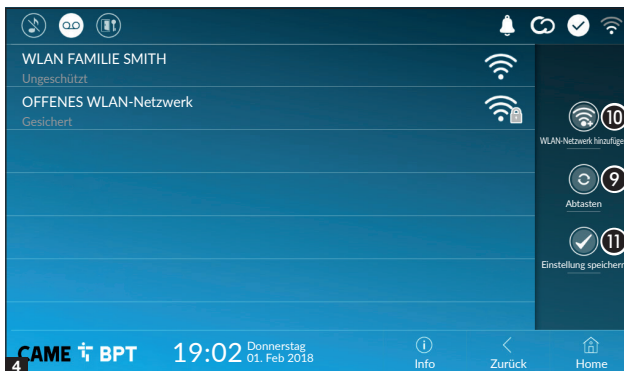 WLAN FAMILIE SMITH
Ungeschützt
OFFENES WLAN-Netzwerk
Gesichert
10
WLAN-Netzwerk hinzufüge
9
Abtasten
11
Einstellung speichern
4
CAME BPT
19:02
Donnerstag
01. Feb 2018
Info
Zurück
Home